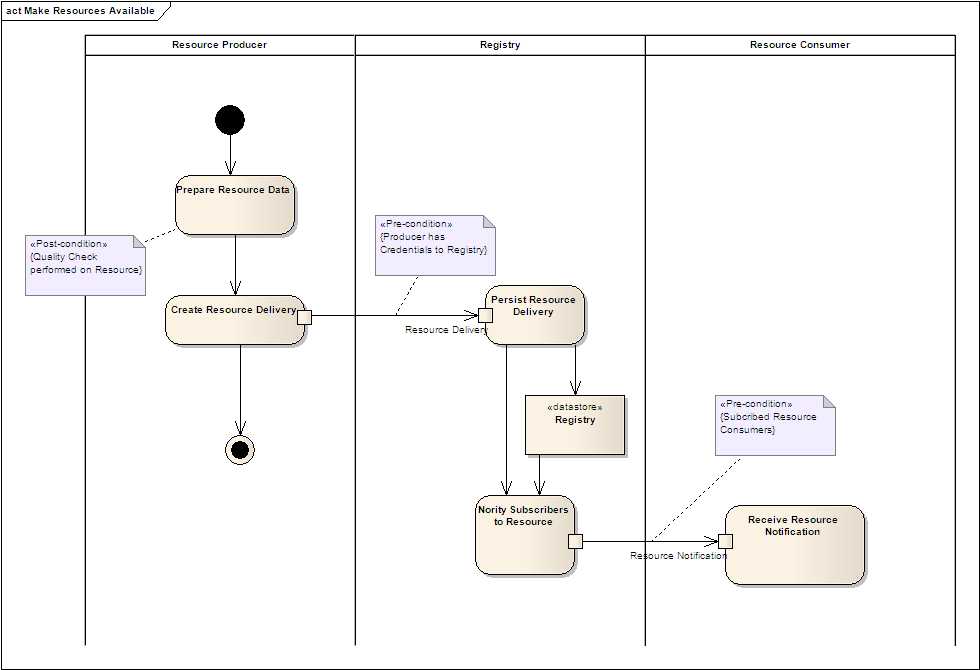 act Make Resources Available
Resource Producer
Registry
Resource Consumer
Prepare Resource Data
«Post-condition»
{Quality Check
performed on Resource}
«Pre-condition»
{Producer has
Credentials to Registry}
Create Resource Delivery
Resource Delivery
Persist Resource
Delivery
«datastore»
Registry
«Pre-condition»
{Subcribed Resource
Consumers}
Nority Subscribers
to Resource
Resource Notification
Receive Resource
Notification